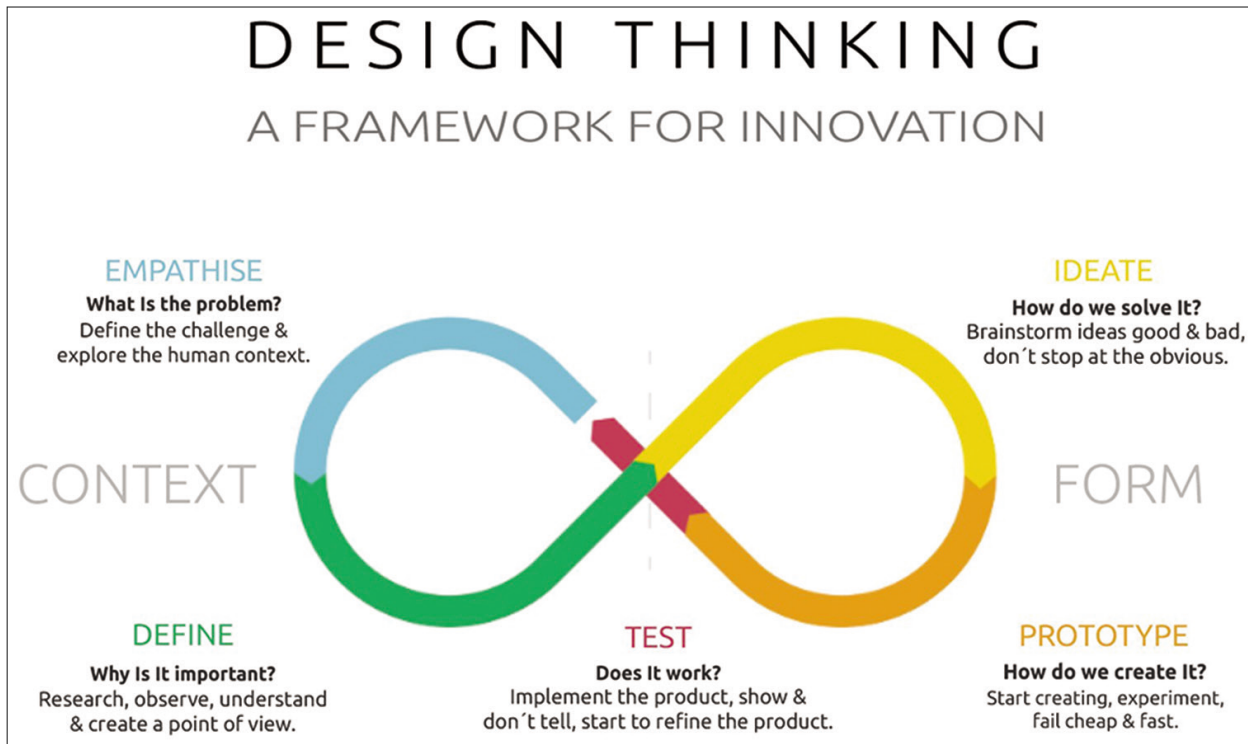 DESIGN THINKING
A FRAMEWORK FOR INNOVATION
EMPATHISE
What Is the problem?
Define the challenge &
explore the human context.
IDEATE
How do we solve It?
Brainstorm ideas good & bad,
don´t stop at the obvious.
CONTEXT
FORM
DEFINE
Why Is It important?
Research, observe, understand
& create a point of view.
TEST
Does It work?
Implement the product, show &
don´t tell, start to refine the product.
PROTOTYPE
How do we create It?
Start creating, experiment,
fail cheap & fast.